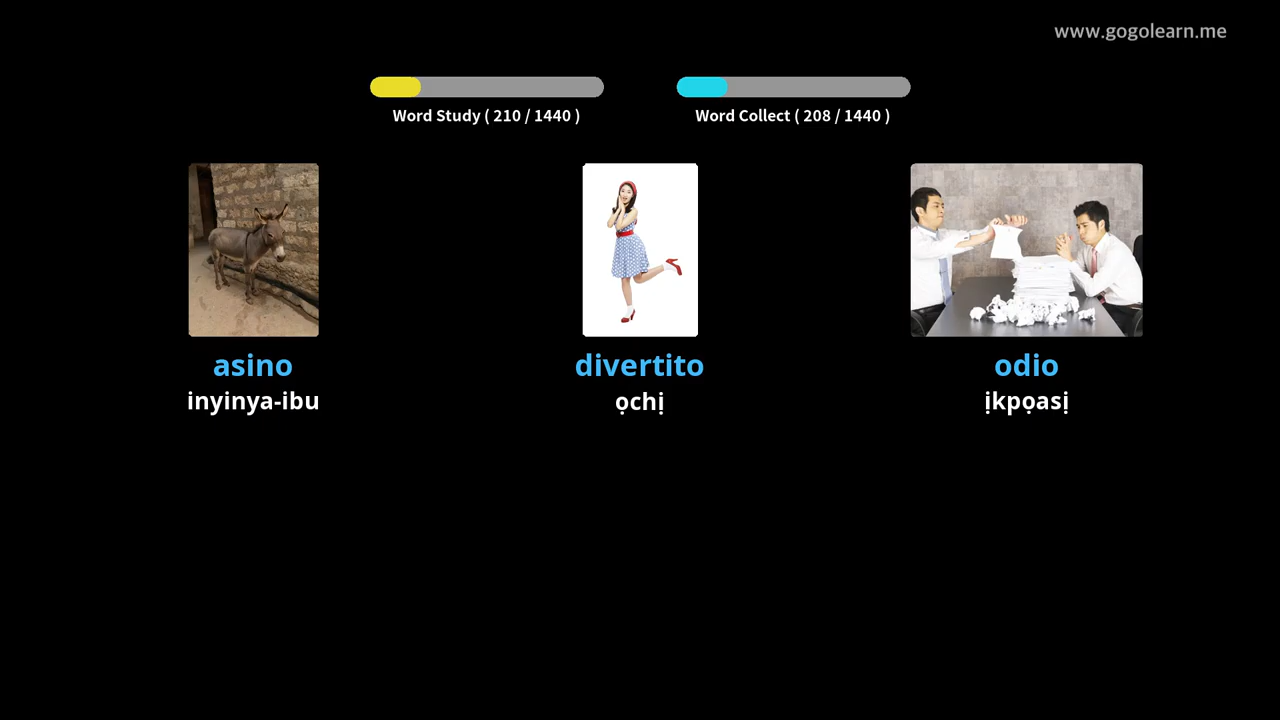 www.gogolearn.me
Word Study ( 210 / 1440 )
Word Collect ( 208 / 1440 )
asino
inyinya-ibu
divertito
ọchị
odio
ịkpọasị